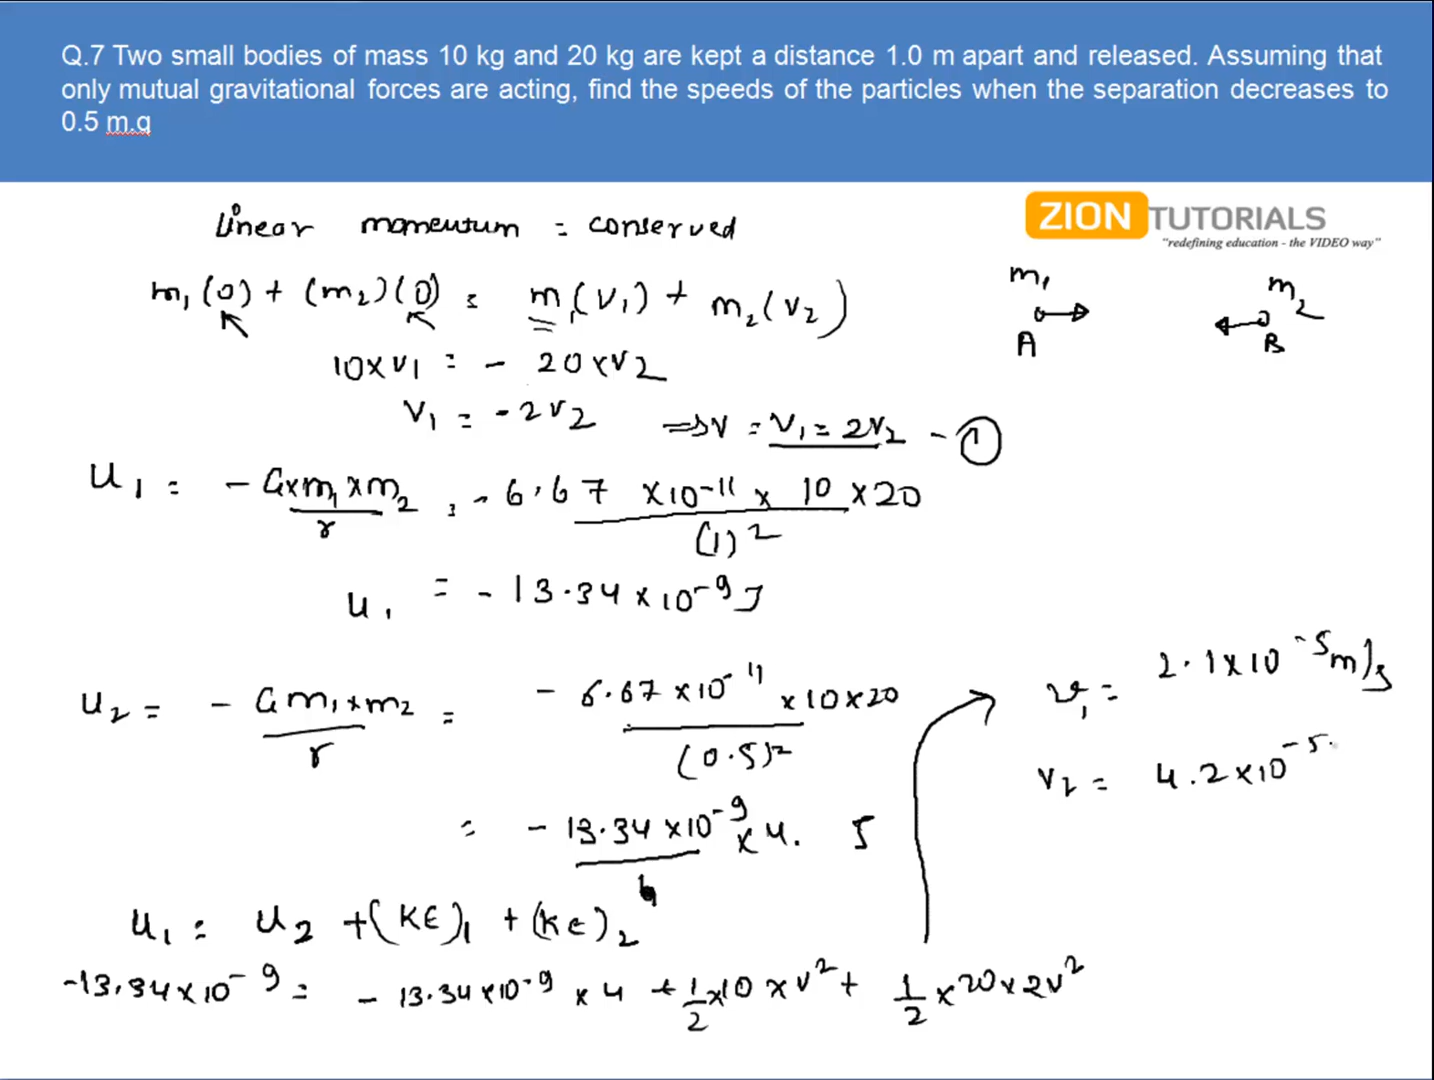 Q.7 Two small bodies of mass 10 kg and 20 kg are kept a distance 1.0 m apart and released. Assuming that
only mutual gravitational forces are acting, find the speeds of the particles when the separation decreases to
0.5 m.g
ZION TUTORIALS
"redefining education - the VIDEO way"
linear momentum = conserved
m₁(0) + (m₂)(0) = m₁(v₁) + m₂(v₂)
m₁ m₂
A B
10×v₁ = - 20×v₂
v₁ = -2v₂ ⇒ v = v₁ = 2v₂ - ①
u₁ = - G×m₁×m₂/r = - 6.67 ×10⁻¹¹ × 10 ×20/(1)²
u₁ = - 13.34×10⁻⁹ J
u₂ = - Gm₁×m₂/r = - 6.67×10⁻¹¹ ×10×20/(0.5)²
= - 13.34×10⁻⁹ ×4. J
v₁ = 2.1×10⁻⁵ m/s
v₂ = 4.2×10⁻⁵
u₁ = u₂ +(KE)₁ + (KE)₂
-13.34×10⁻⁹ = - 13.34×10⁻⁹ ×4 + 1/2 ×10 ×v² + 1/2 ×20×2v²